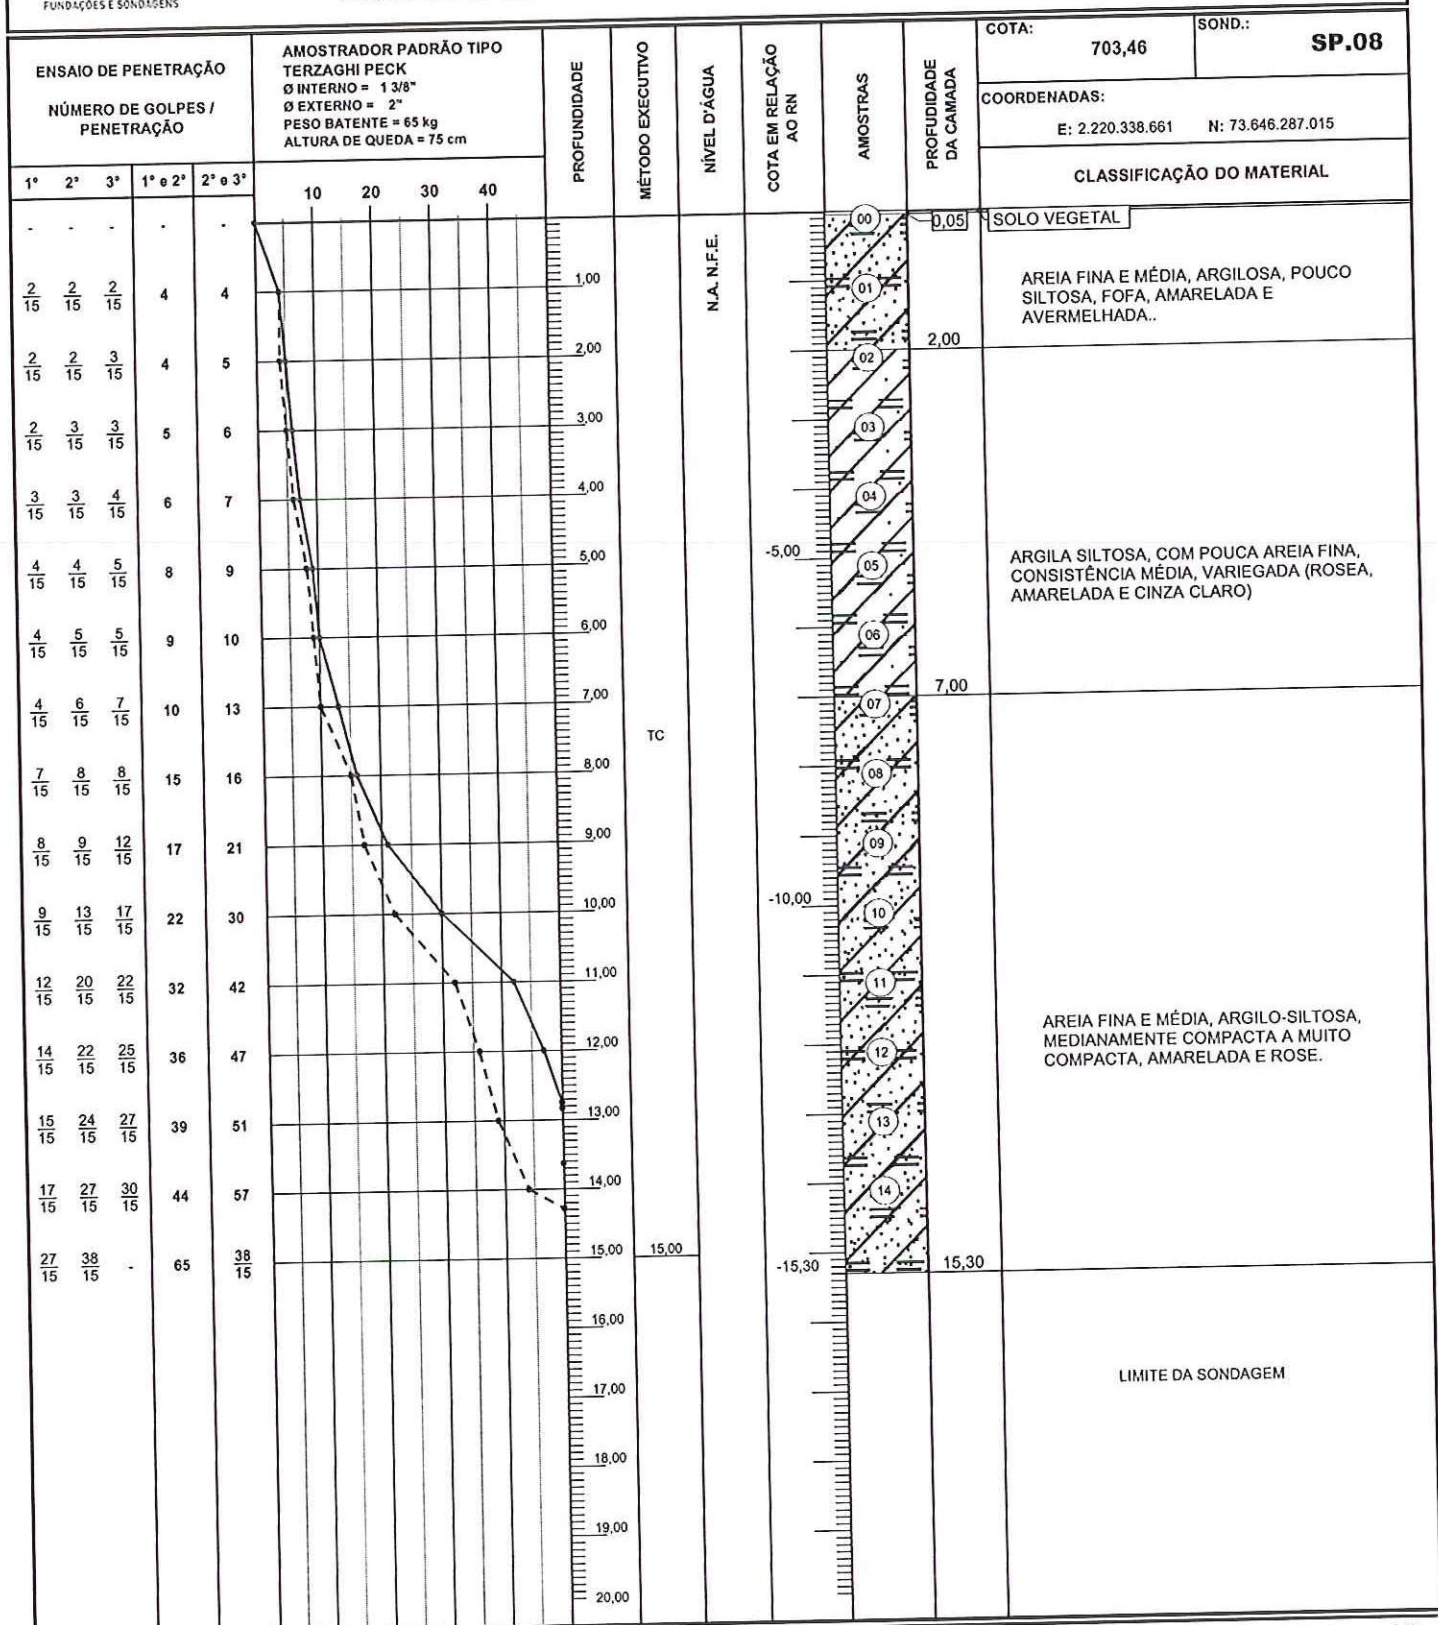 FUNDAÇÕES E SONDAGENS
ENSAIO DE PENETRAÇÃO
NÚMERO DE GOLPES /
PENETRAÇÃO
AMOSTRADOR PADRÃO TIPO
TERZAGHI PECK
Ø INTERNO = 1 3/8"
Ø EXTERNO = 2"
PESO BATENTE = 65 kg
ALTURA DE QUEDA = 75 cm
PROFUNDIDADE
MÉTODO EXECUTIVO
NÍVEL D'ÁGUA
COTA EM RELAÇÃO
AO RN
AMOSTRAS
PROFUDIDADE
DA CAMADA
COTA:
703,46
SOND.:
SP.08
COORDENADAS:
E: 2.220.338.661 N: 73.646.287.015
CLASSIFICAÇÃO DO MATERIAL
1ª 2ª 3ª 1ª e 2ª 2ª e 3ª
10 20 30 40
- - - - -
2/15 2/15 2/15 4 4
2/15 2/15 3/15 4 5
2/15 3/15 3/15 5 6
3/15 3/15 4/15 6 7
4/15 4/15 5/15 8 9
4/15 5/15 5/15 9 10
4/15 6/15 7/15 10 13
7/15 8/15 8/15 15 16
8/15 9/15 12/15 17 21
9/15 13/15 17/15 22 30
12/15 20/15 22/15 32 42
14/15 22/15 25/15 36 47
15/15 24/15 27/15 39 51
17/15 27/15 30/15 44 57
27/15 38/15 - 65 38/15
1,00
2,00
3,00
4,00
5,00
6,00
7,00
8,00
9,00
10,00
11,00
12,00
13,00
14,00
15,00
16,00
17,00
18,00
19,00
20,00
TC
15,00
N.A. N.F.E.
-5,00
-10,00
-15,30
00
01
02
03
04
05
06
07
08
09
10
11
12
13
14
0,05
2,00
7,00
15,30
SOLO VEGETAL
AREIA FINA E MÉDIA, ARGILOSA, POUCO
SILTOSA, FOFA, AMARELADA E
AVERMELHADA..
ARGILA SILTOSA, COM POUCA AREIA FINA,
CONSISTÊNCIA MÉDIA, VARIEGADA (ROSEA,
AMARELADA E CINZA CLARO)
AREIA FINA E MÉDIA, ARGILO-SILTOSA,
MEDIANAMENTE COMPACTA A MUITO
COMPACTA, AMARELADA E ROSE.
LIMITE DA SONDAGEM